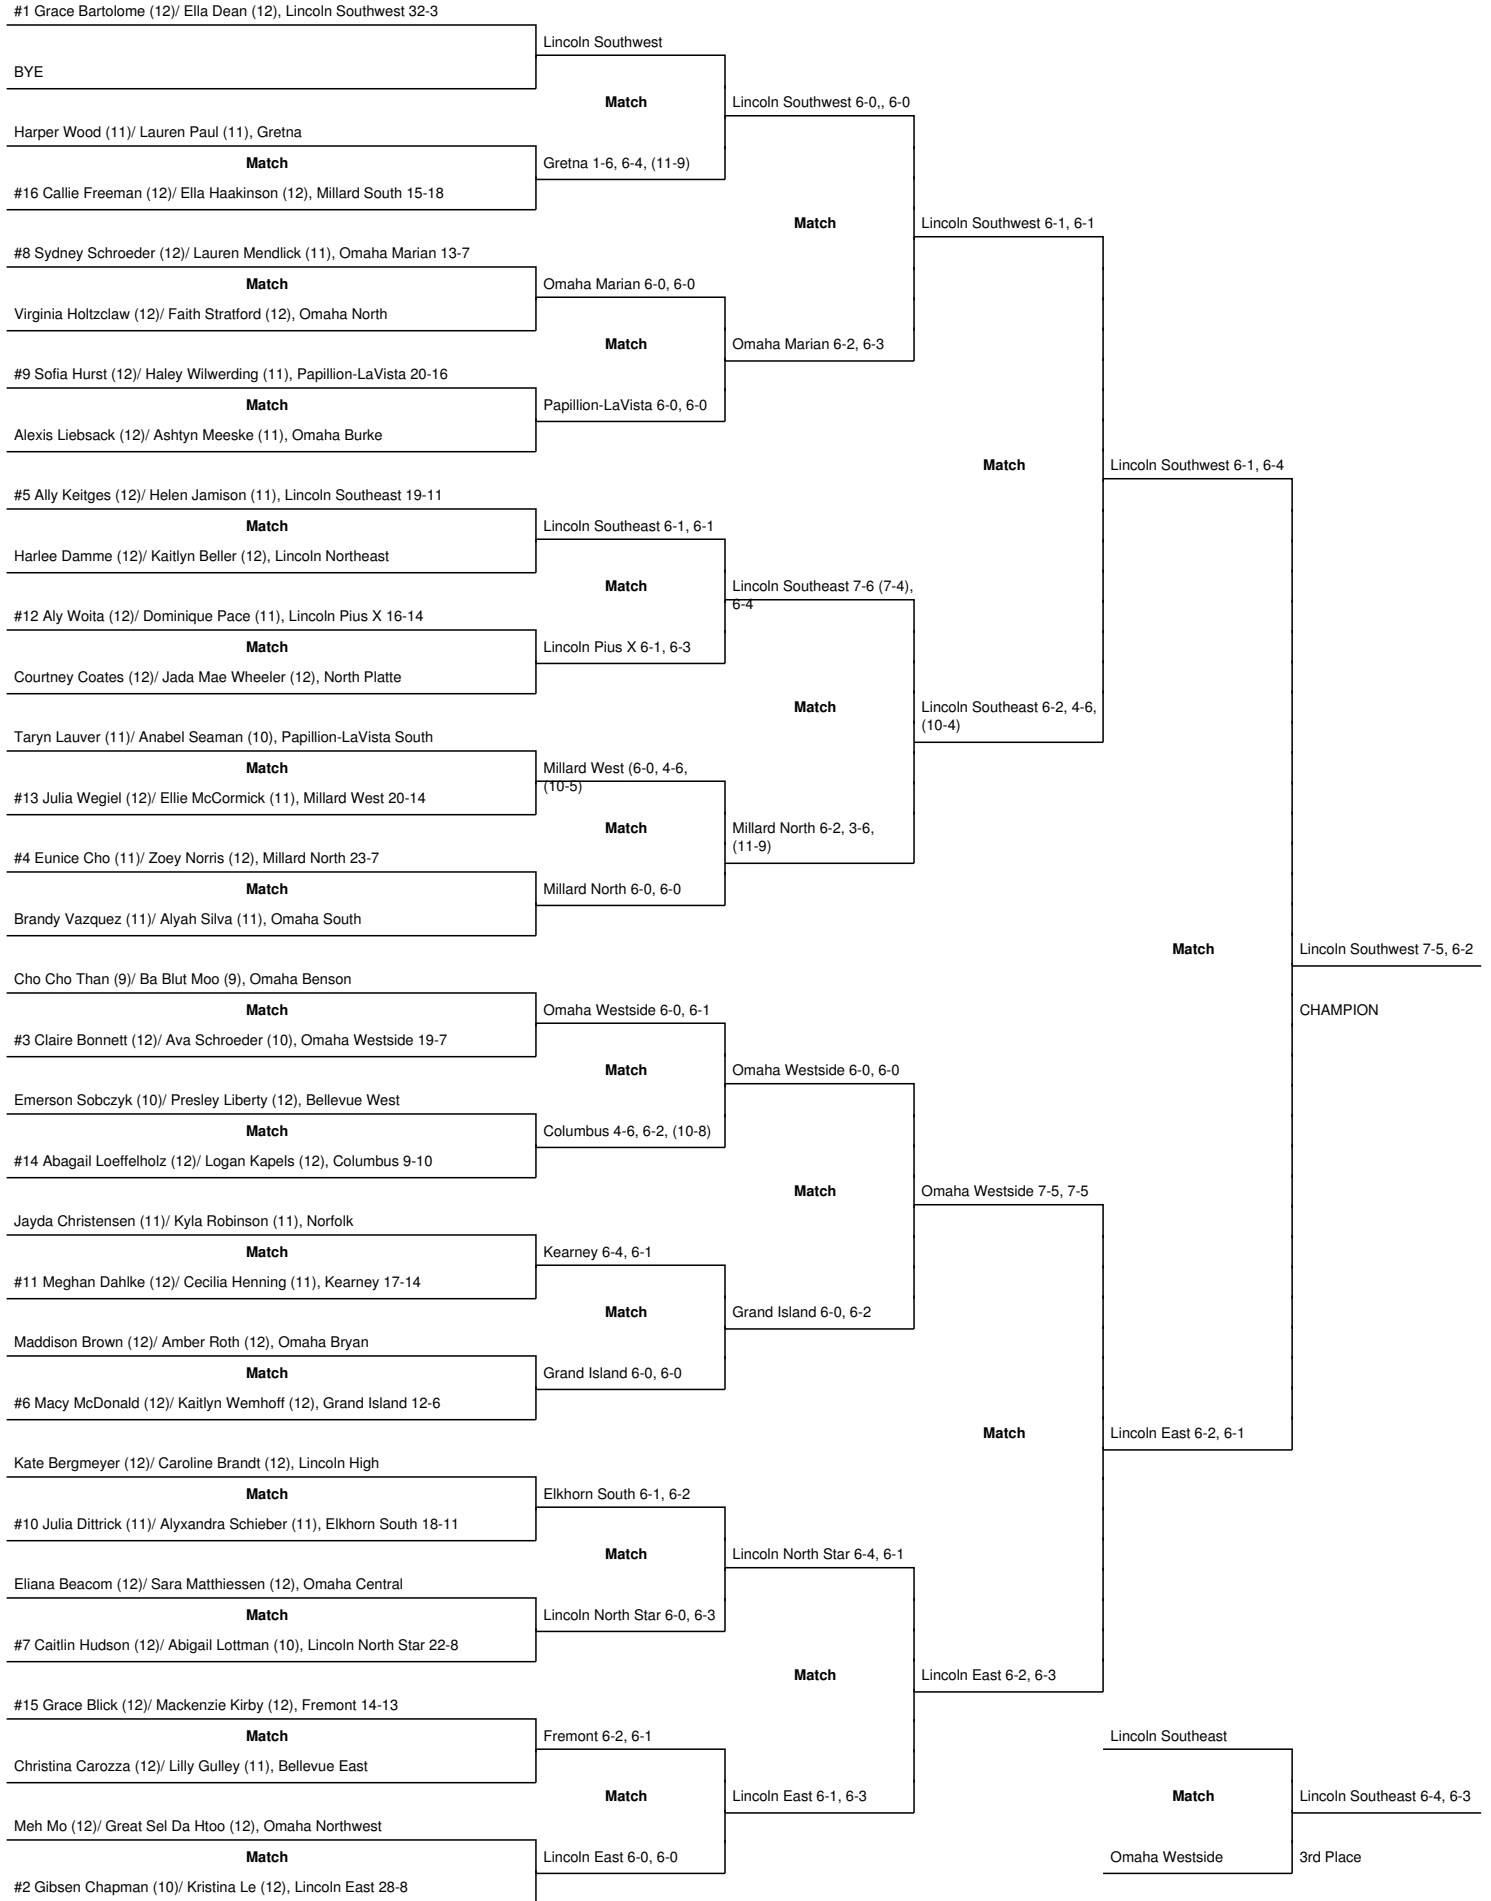 #1 Grace Bartolome (12)/ Ella Dean (12), Lincoln Southwest 32-3
Lincoln Southwest
BYE
Match
Lincoln Southwest 6-0,, 6-0
Harper Wood (11)/ Lauren Paul (11), Gretna
Match
Gretna 1-6, 6-4, (11-9)
#16 Callie Freeman (12)/ Ella Haakinson (12), Millard South 15-18
Match
Lincoln Southwest 6-1, 6-1
#8 Sydney Schroeder (12)/ Lauren Mendlick (11), Omaha Marian 13-7
Match
Omaha Marian 6-0, 6-0
Virginia Holtzclaw (12)/ Faith Stratford (12), Omaha North
Match
Omaha Marian 6-2, 6-3
#9 Sofia Hurst (12)/ Haley Wilwerding (11), Papillion-LaVista 20-16
Match
Papillion-LaVista 6-0, 6-0
Alexis Liebsack (12)/ Ashtyn Meeske (11), Omaha Burke
Match
Lincoln Southwest 6-1, 6-4
#5 Ally Keitges (12)/ Helen Jamison (11), Lincoln Southeast 19-11
Match
Lincoln Southeast 6-1, 6-1
Harlee Damme (12)/ Kaitlyn Beller (12), Lincoln Northeast
Match
Lincoln Southeast 7-6 (7-4),
6-4
#12 Aly Woita (12)/ Dominique Pace (11), Lincoln Pius X 16-14
Match
Lincoln Pius X 6-1, 6-3
Courtney Coates (12)/ Jada Mae Wheeler (12), North Platte
Match
Lincoln Southeast 6-2, 4-6,
(10-4)
Taryn Lauver (11)/ Anabel Seaman (10), Papillion-LaVista South
Match
Millard West (6-0, 4-6,
(10-5)
#13 Julia Wegiel (12)/ Ellie McCormick (11), Millard West 20-14
Match
Millard North 6-2, 3-6,
(11-9)
#4 Eunice Cho (11)/ Zoey Norris (12), Millard North 23-7
Match
Millard North 6-0, 6-0
Brandy Vazquez (11)/ Alyah Silva (11), Omaha South
Match
Lincoln Southwest 7-5, 6-2
Cho Cho Than (9)/ Ba Blut Moo (9), Omaha Benson
Match
Omaha Westside 6-0, 6-1
CHAMPION
#3 Claire Bonnett (12)/ Ava Schroeder (10), Omaha Westside 19-7
Match
Omaha Westside 6-0, 6-0
Emerson Sobczyk (10)/ Presley Liberty (12), Bellevue West
Match
Columbus 4-6, 6-2, (10-8)
#14 Abagail Loeffelholz (12)/ Logan Kapels (12), Columbus 9-10
Match
Omaha Westside 7-5, 7-5
Jayda Christensen (11)/ Kyla Robinson (11), Norfolk
Match
Kearney 6-4, 6-1
#11 Meghan Dahlke (12)/ Cecilia Henning (11), Kearney 17-14
Match
Grand Island 6-0, 6-2
Maddison Brown (12)/ Amber Roth (12), Omaha Bryan
Match
Grand Island 6-0, 6-0
#6 Macy McDonald (12)/ Kaitlyn Wemhoff (12), Grand Island 12-6
Match
Lincoln East 6-2, 6-1
Kate Bergmeyer (12)/ Caroline Brandt (12), Lincoln High
Match
Elkhorn South 6-1, 6-2
#10 Julia Dittrick (11)/ Alyxandra Schieber (11), Elkhorn South 18-11
Match
Lincoln North Star 6-4, 6-1
Eliana Beacom (12)/ Sara Matthiessen (12), Omaha Central
Match
Lincoln North Star 6-0, 6-3
#7 Caitlin Hudson (12)/ Abigail Lottman (10), Lincoln North Star 22-8
Match
Lincoln East 6-2, 6-3
#15 Grace Blick (12)/ Mackenzie Kirby (12), Fremont 14-13
Match
Fremont 6-2, 6-1
Lincoln Southeast
Christina Carozza (12)/ Lilly Gulley (11), Bellevue East
Match
Lincoln East 6-1, 6-3
Match
Lincoln Southeast 6-4, 6-3
Meh Mo (12)/ Great Sel Da Htoo (12), Omaha Northwest
Match
Lincoln East 6-0, 6-0
Omaha Westside
3rd Place
#2 Gibsen Chapman (10)/ Kristina Le (12), Lincoln East 28-8